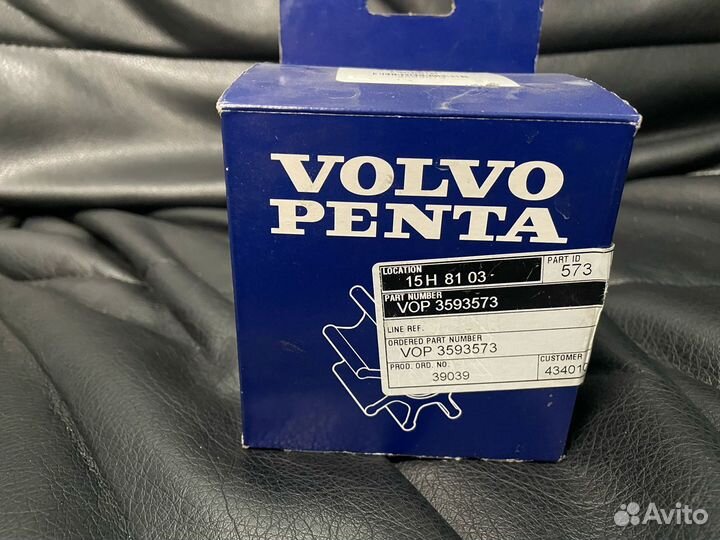 VOLVO
PENTA
LOCATION
15H 81 03
PART ID
573
PART NUMBER
VOP 3593573
LINE REF.
ORDERED PART NUMBER
VOP 3593573
PROD. ORD. NO.
39039
CUSTOMER
43401
Avito